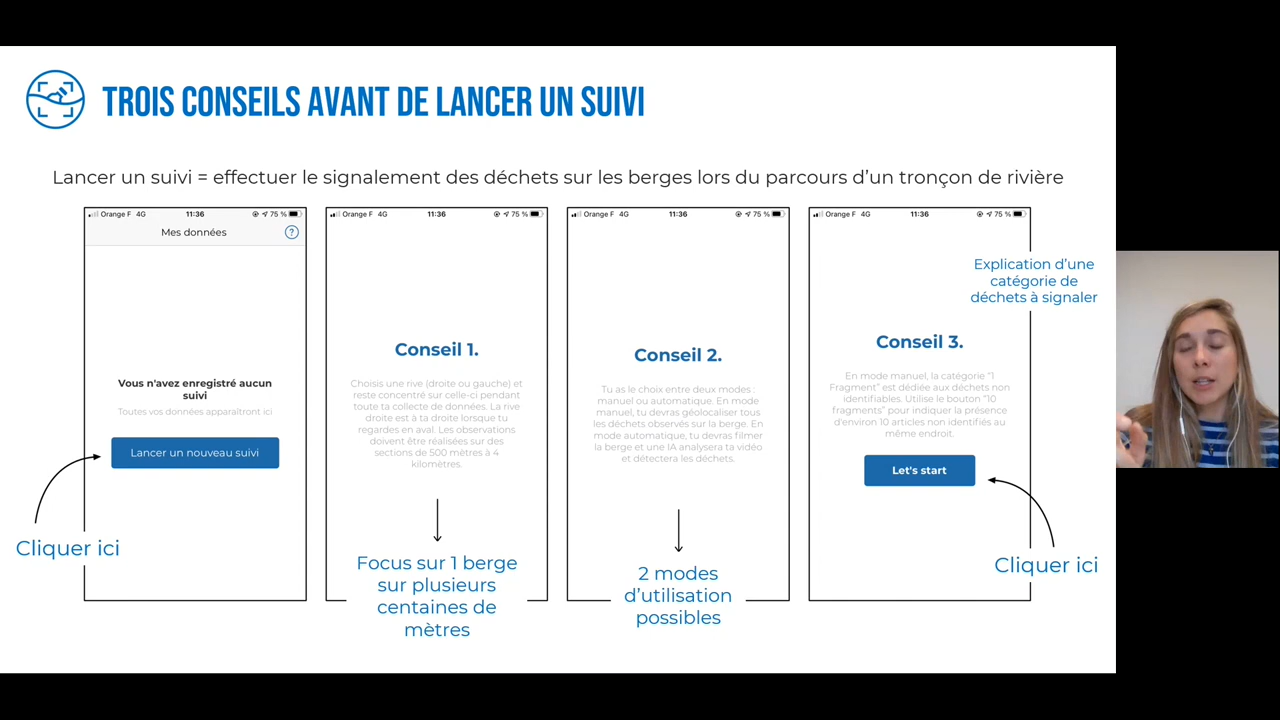 TROIS CONSEILS AVANT DE LANCER UN SUIVI
Lancer un suivi = effectuer le signalement des déchets sur les berges lors du parcours d'un tronçon de rivière
Orange F 4G 11:36 75 %
Mes données
?
Vous n'avez enregistré aucun
suivi
Toutes vos données apparaîtront ici
Lancer un nouveau suivi
Cliquer ici
Orange F 4G 11:36 75 %
Conseil 1.
Choisis une rive (droite ou gauche) et
reste concentré sur celle-ci pendant
toute ta collecte de données. La rive
droite est à ta droite lorsque tu
regardes en aval. Les observations
doivent être réalisées sur des
sections de 500 mètres à 4
kilomètres.
Focus sur 1 berge
sur plusieurs
centaines de
mètres
Orange F 4G 11:36 75 %
Conseil 2.
Tu as le choix entre deux modes :
manuel ou automatique. En mode
manuel, tu devras géolocaliser tous
les déchets observés sur la berge. En
mode automatique, tu devras filmer
la berge et une IA analysera ta vidéo
et détectera les déchets.
2 modes
d'utilisation
possibles
Orange F 4G 11:36 75 %
Explication d'une
catégorie de
déchets à signaler
Conseil 3.
En mode manuel, la catégorie "1
Fragment" est dédiée aux déchets non
identifiables. Utilise le bouton "10
fragments" pour indiquer la présence
d'environ 10 articles non identifiés au
même endroit.
Let's start
Cliquer ici